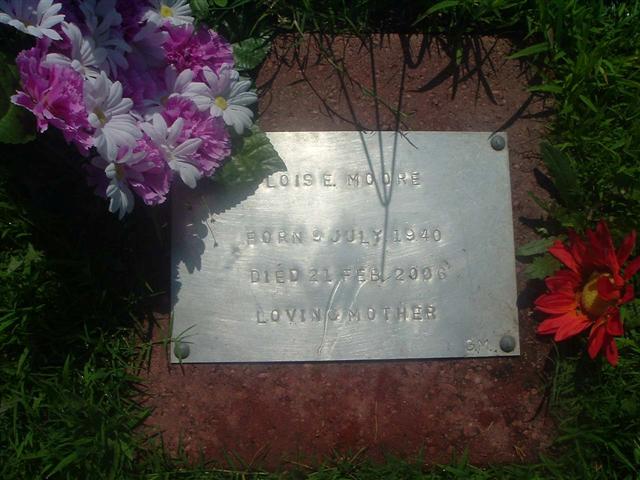 LOIS E. MOORE
BORN 9 JULY 1940
DIED 21 FEB. 2006
LOVING MOTHER